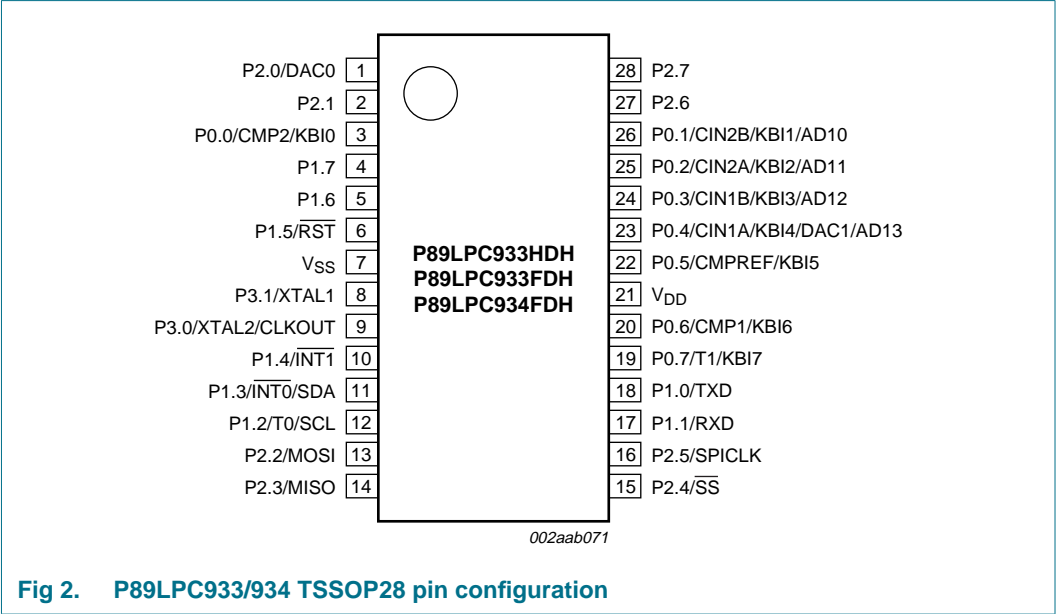 P2.0/DAC0 1
P2.1 2
P0.0/CMP2/KBI0 3
P1.7 4
P1.6 5
P1.5/R̅S̅T̅ 6
VSS 7
P3.1/XTAL1 8
P3.0/XTAL2/CLKOUT 9
P1.4/I̅N̅T̅1̅ 10
P1.3/I̅N̅T̅0̅/SDA 11
P1.2/T0/SCL 12
P2.2/MOSI 13
P2.3/MISO 14
P89LPC933HDH
P89LPC933FDH
P89LPC934FDH
28 P2.7
27 P2.6
26 P0.1/CIN2B/KBI1/AD10
25 P0.2/CIN2A/KBI2/AD11
24 P0.3/CIN1B/KBI3/AD12
23 P0.4/CIN1A/KBI4/DAC1/AD13
22 P0.5/CMPREF/KBI5
21 VDD
20 P0.6/CMP1/KBI6
19 P0.7/T1/KBI7
18 P1.0/TXD
17 P1.1/RXD
16 P2.5/SPICLK
15 P2.4/S̅S̅
002aab071
Fig 2. P89LPC933/934 TSSOP28 pin configuration